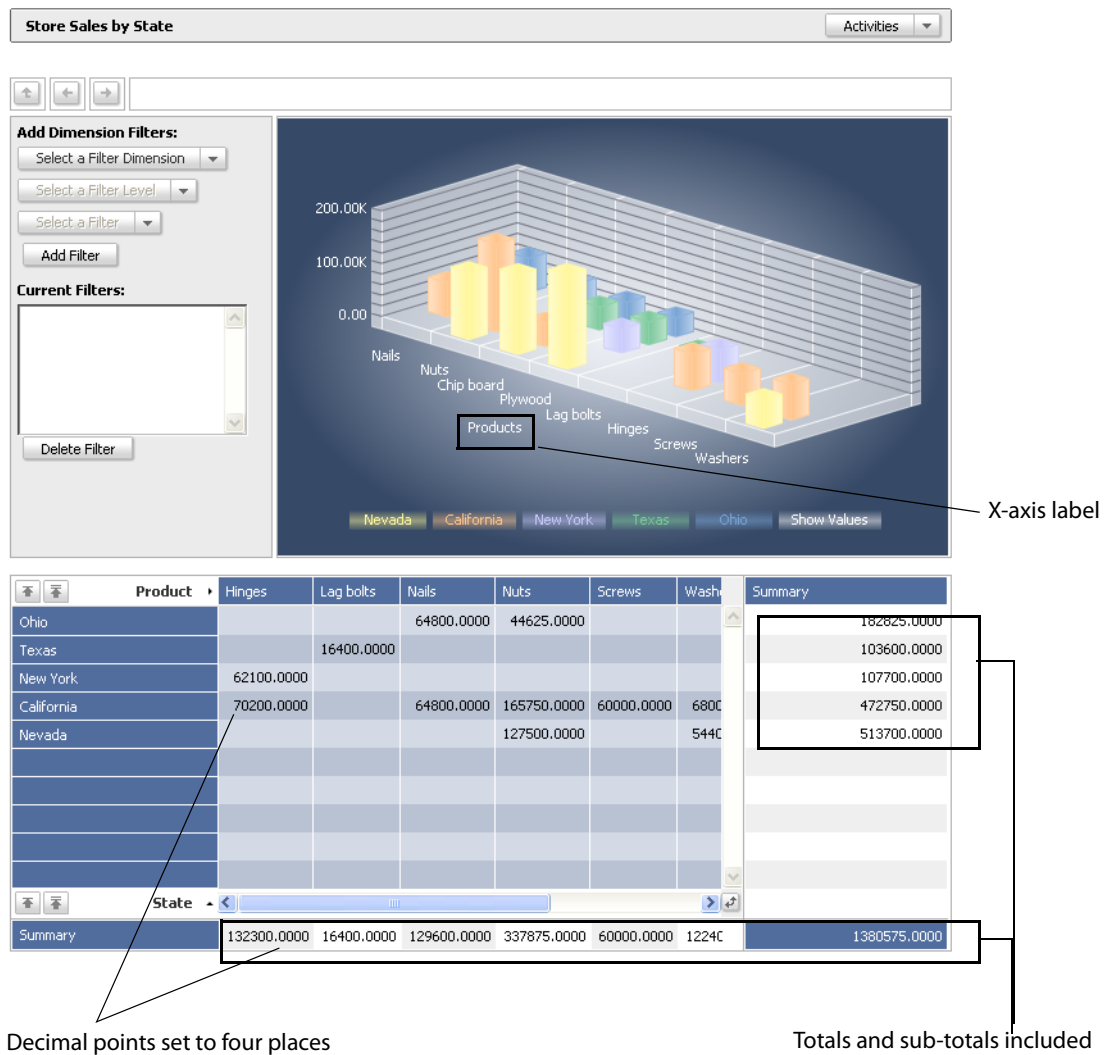 Store Sales by State
Activities
Add Dimension Filters:
Select a Filter Dimension
Select a Filter Level
Select a Filter
Add Filter
Current Filters:
Delete Filter
200.00K
100.00K
0.00
Nails
Nuts
Chip board
Plywood
Lag bolts
Hinges
Screws
Washers
Products
X-axis label
Nevada California New York Texas Ohio Show Values
Product Hinges Lag bolts Nails Nuts Screws Washe Summary
Ohio 64800.0000 44625.0000 182825.0000
Texas 16400.0000 103600.0000
New York 62100.0000 107700.0000
California 70200.0000 64800.0000 165750.0000 60000.0000 6800 472750.0000
Nevada 127500.0000 5440 513700.0000
State
Summary 132300.0000 16400.0000 129600.0000 337875.0000 60000.0000 12240 1380575.0000
Decimal points set to four places
Totals and sub-totals included